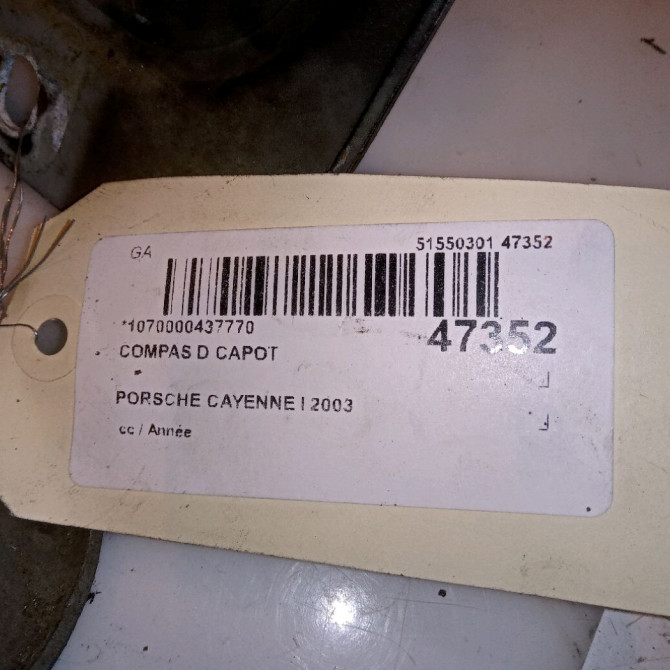 GA 51550301 47352
*1070000437770 47352
COMPAS D CAPOT
PORSCHE CAYENNE I 2003
cc / Année